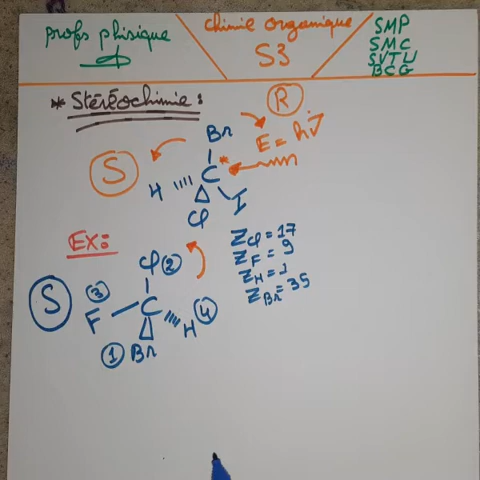 profs phisique
chimie organique
S3
SMP
SMC
SVTU
BCG
* Stéréochimie :
R
Br
E = hν
S
C *
H
Cl
I
Ex:
Z Cl = 17
Z F = 9
Z H = 1
Z Br = 35
Cl 2
S
3
F
C
H
4
1 Br